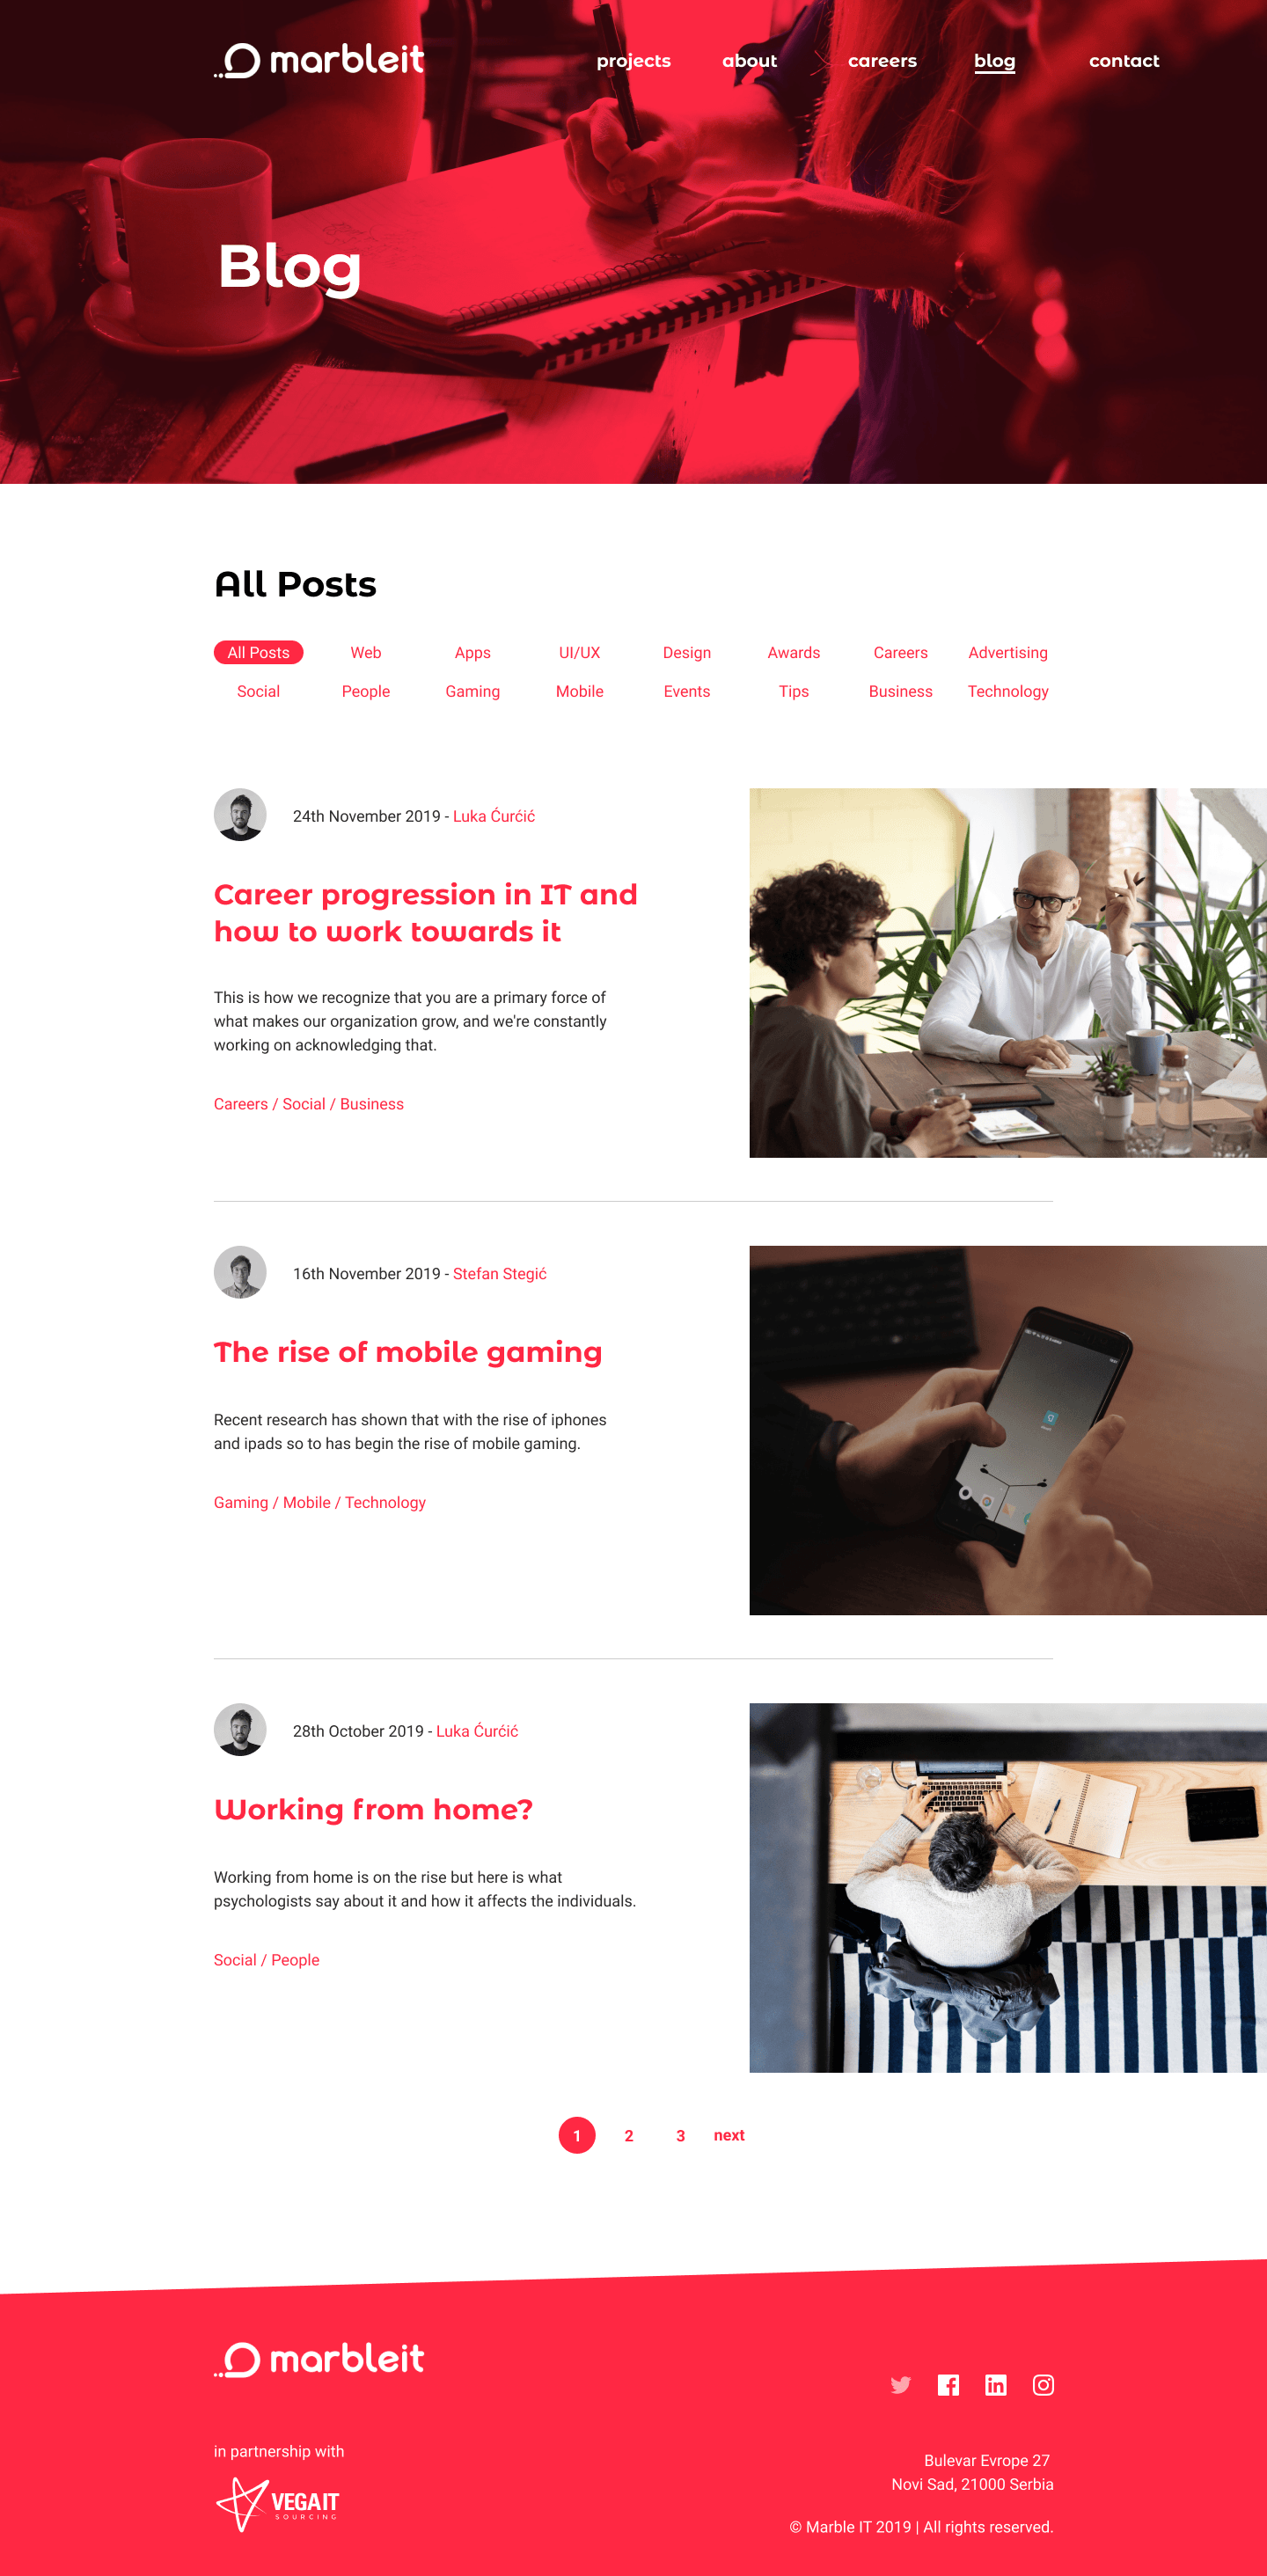 marbleit
projects about careers blog contact
Blog
All Posts
All Posts Web Apps UI/UX Design Awards Careers Advertising
Social People Gaming Mobile Events Tips Business Technology
24th November 2019 - Luka Ćurćić
Career progression in IT and
how to work towards it
This is how we recognize that you are a primary force of
what makes our organization grow, and we're constantly
working on acknowledging that.
Careers / Social / Business
16th November 2019 - Stefan Stegić
The rise of mobile gaming
Recent research has shown that with the rise of iphones
and ipads so to has begin the rise of mobile gaming.
Gaming / Mobile / Technology
28th October 2019 - Luka Ćurćić
Working from home?
Working from home is on the rise but here is what
psychologists say about it and how it affects the individuals.
Social / People
1 2 3 next
marbleit
in partnership with
VEGA IT
SOURCING
Bulevar Evrope 27
Novi Sad, 21000 Serbia
© Marble IT 2019 | All rights reserved.